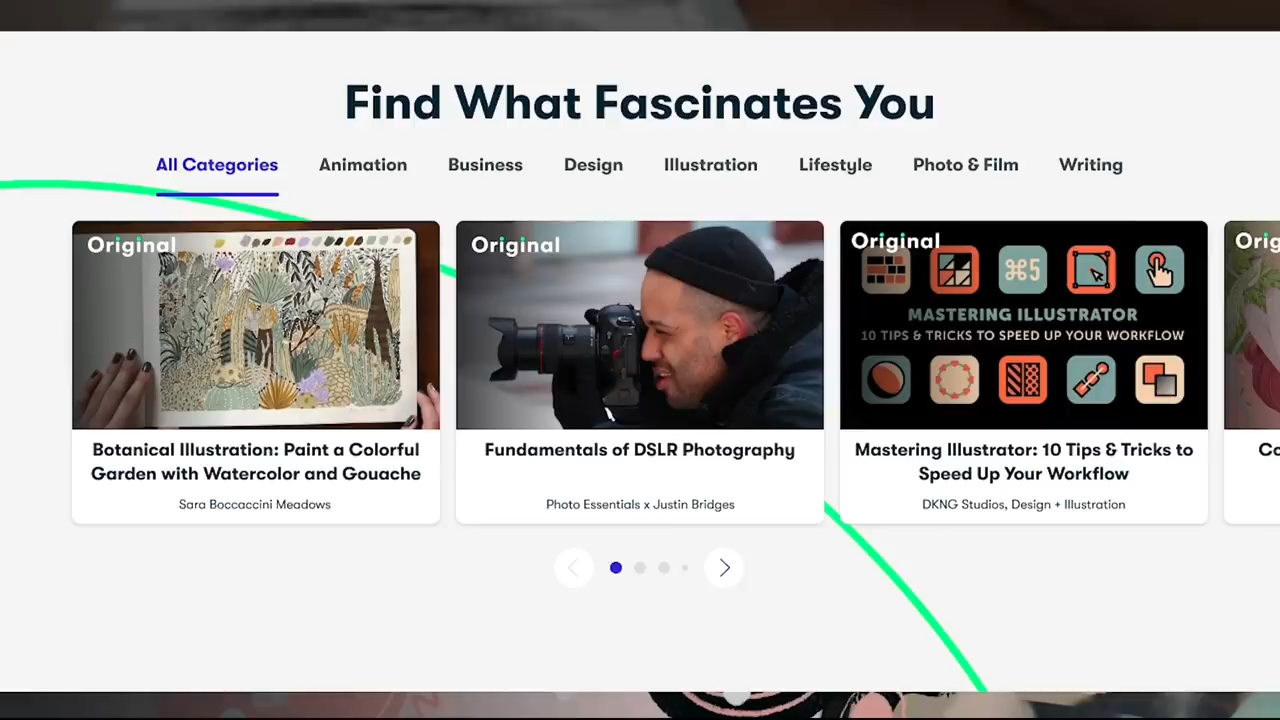 Find What Fascinates You
All Categories Animation Business Design Illustration Lifestyle Photo & Film Writing
Original
Original
Original
⌘5
MASTERING ILLUSTRATOR
10 TIPS & TRICKS TO SPEED UP YOUR WORKFLOW
Botanical Illustration: Paint a Colorful
Garden with Watercolor and Gouache
Sara Boccaccini Meadows
Fundamentals of DSLR Photography
Photo Essentials x Justin Bridges
Mastering Illustrator: 10 Tips & Tricks to
Speed Up Your Workflow
DKNG Studios, Design + Illustration